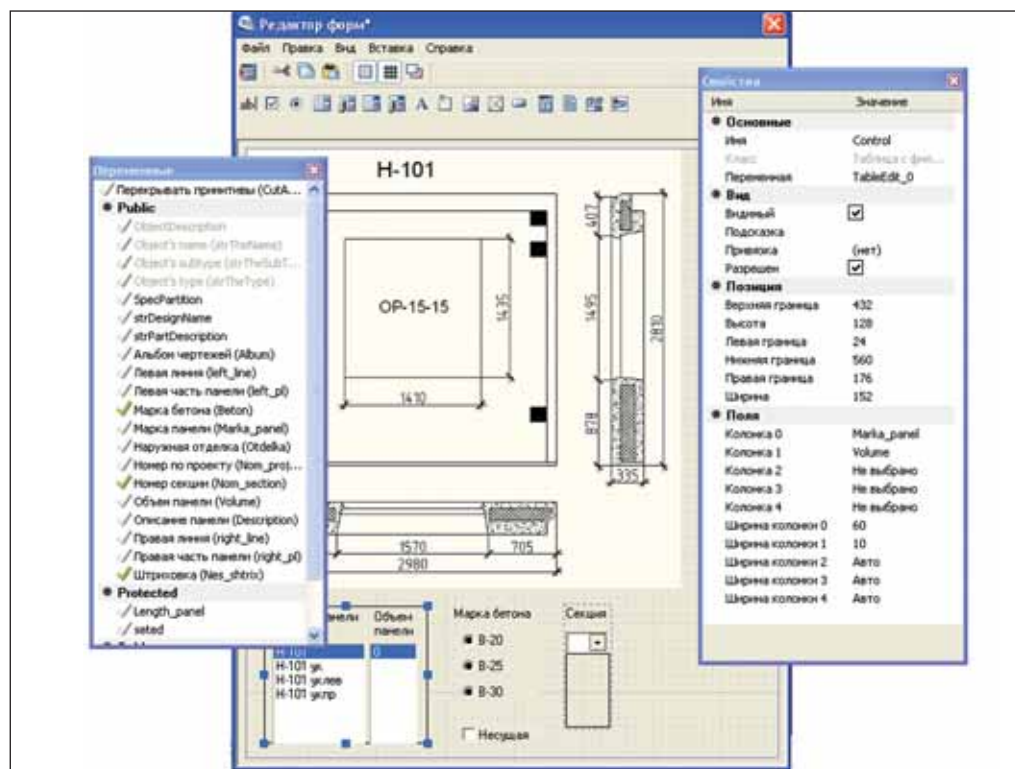 Редактор форм*
Файл Правка Вид Вставка Справка
Н-101
ОР-15-15
1435
1410
407
1495
2830
878
335
1570
705
2980
Переменные
Перекрывать примитивы (CutA...
Public
ObjectDescription
Object's name (strTheName)
Object's subtype (strTheSubT...
Object's type (strTheType)
SpecPartition
strDesignName
strPartDescription
Альбом чертежей (Album)
Левая линия (left_line)
Левая часть панели (left_pl)
Марка бетона (Beton)
Марка панели (Marka_panel)
Наружная отделка (Otdelka)
Номер по проекту (Nom_pro)...
Номер секции (Nom_section)
Объем панели (Volume)
Описание панели (Description)
Правая линия (right_line)
Правая часть панели (right_pl)
Штриховка (Nes_shtrix)
Protected
Length_panel
seted
Свойства
Имя Значение
Основные
Имя Control
Класс Таблица с фил...
Переменная TableEdit_0
Вид
Видимый
Подсказка
Привязка (нет)
Разрешен
Позиция
Верхняя граница 432
Высота 128
Левая граница 24
Нижняя граница 560
Правая граница 176
Ширина 152
Поля
Колонка 0 Marka_panel
Колонка 1 Volume
Колонка 2 Не выбрано
Колонка 3 Не выбрано
Колонка 4 Не выбрано
Ширина колонки 0 60
Ширина колонки 1 10
Ширина колонки 2 Авто
Ширина колонки 3 Авто
Ширина колонки 4 Авто
Объем
панели
Н-101 0
Н-101 ук
Н-101 уклев
Н-101 укпр
Марка бетона
В-20
В-25
В-30
Несущая
Секция